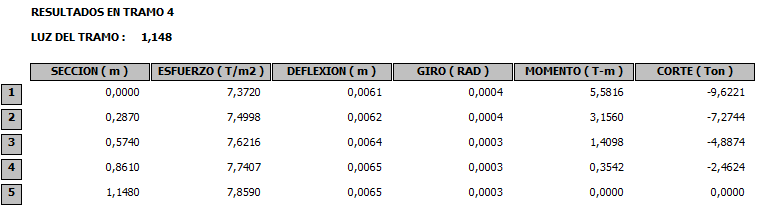 RESULTADOS EN TRAMO 4
LUZ DEL TRAMO : 1,148
SECCION ( m ) ESFUERZO ( T/m2 ) DEFLEXION ( m ) GIRO ( RAD ) MOMENTO ( T-m ) CORTE ( Ton )
1 0,0000 7,3720 0,0061 0,0004 5,5816 -9,6221
2 0,2870 7,4998 0,0062 0,0004 3,1560 -7,2744
3 0,5740 7,6216 0,0064 0,0003 1,4098 -4,8874
4 0,8610 7,7407 0,0065 0,0003 0,3542 -2,4624
5 1,1480 7,8590 0,0065 0,0003 0,0000 0,0000